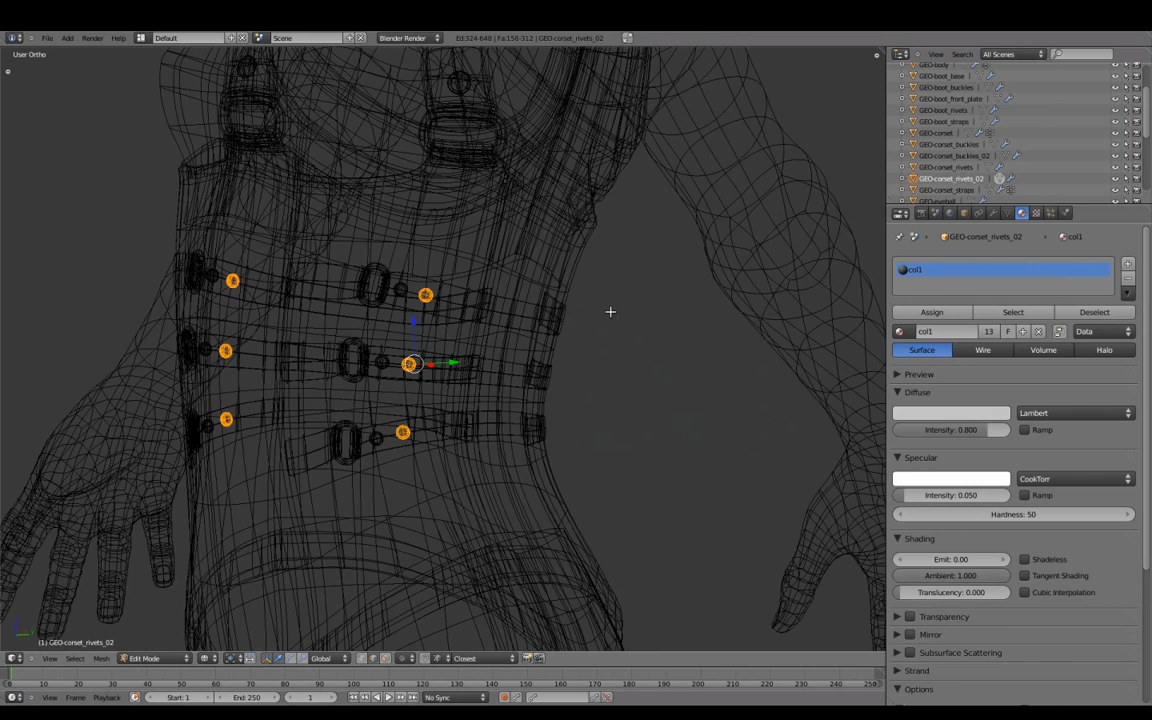 File Add Render Help Default Scene Blender Render Ed:324-648 | Fa:156-312 | GEO-corset_rivets_02
User Ortho
View Search All Scenes
GEO-body
GEO-boot_base
GEO-boot_buckles
GEO-boot_front_plate
GEO-boot_rivets
GEO-boot_straps
GEO-corset
GEO-corset_buckles
GEO-corset_buckles_02
GEO-corset_rivets
GEO-corset_rivets_02
GEO-corset_straps
GEO-eyeball
GEO-corset_rivets_02 col1
col1
Assign Select Deselect
col1 13 F Data
Surface Wire Volume Halo
Preview
Diffuse
Lambert
Intensity: 0.800 Ramp
Specular
CookTorr
Intensity: 0.050 Ramp
Hardness: 50
Shading
Emit: 0.00 Shadeless
Ambient: 1.000 Tangent Shading
Translucency: 0.000 Cubic Interpolation
Transparency
Mirror
Subsurface Scattering
Strand
Options
(1) GEO-corset_rivets_02
View Select Mesh Edit Mode Global Closest
0 10 20 30 40 50 60 70 80 90 100 110 120 130 140 150 160 170 180 190 200 210 220 230 240 250
View Frame Playback Start: 1 End: 250 1 No Sync